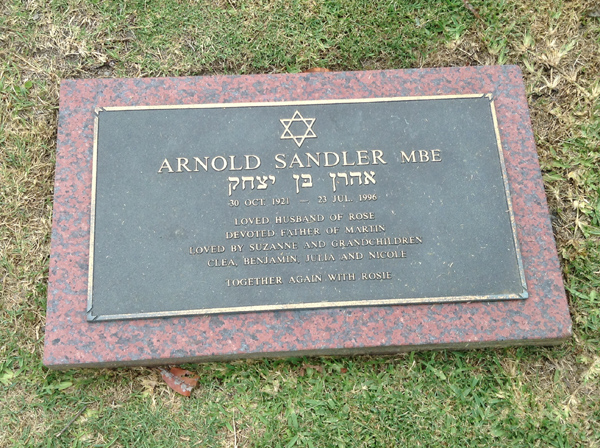 ARNOLD SANDLER MBE
אהרן בן יצחק
30 OCT. 1921 — 23 JUL. 1996
LOVED HUSBAND OF ROSE
DEVOTED FATHER OF MARTIN
LOVED BY SUZANNE AND GRANDCHILDREN
CLEA, BENJAMIN, JULIA AND NICOLE
TOGETHER AGAIN WITH ROSIE